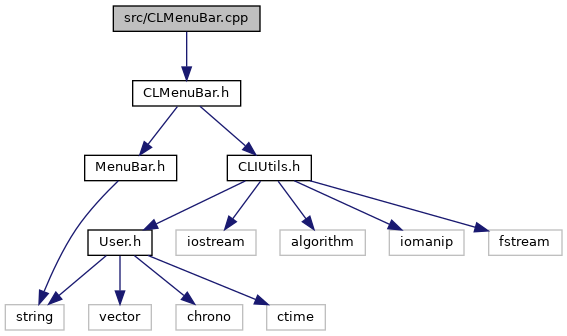 src/CLMenuBar.cpp
CLMenuBar.h
MenuBar.h
CLIUtils.h
User.h
iostream
algorithm
iomanip
fstream
string
vector
chrono
ctime